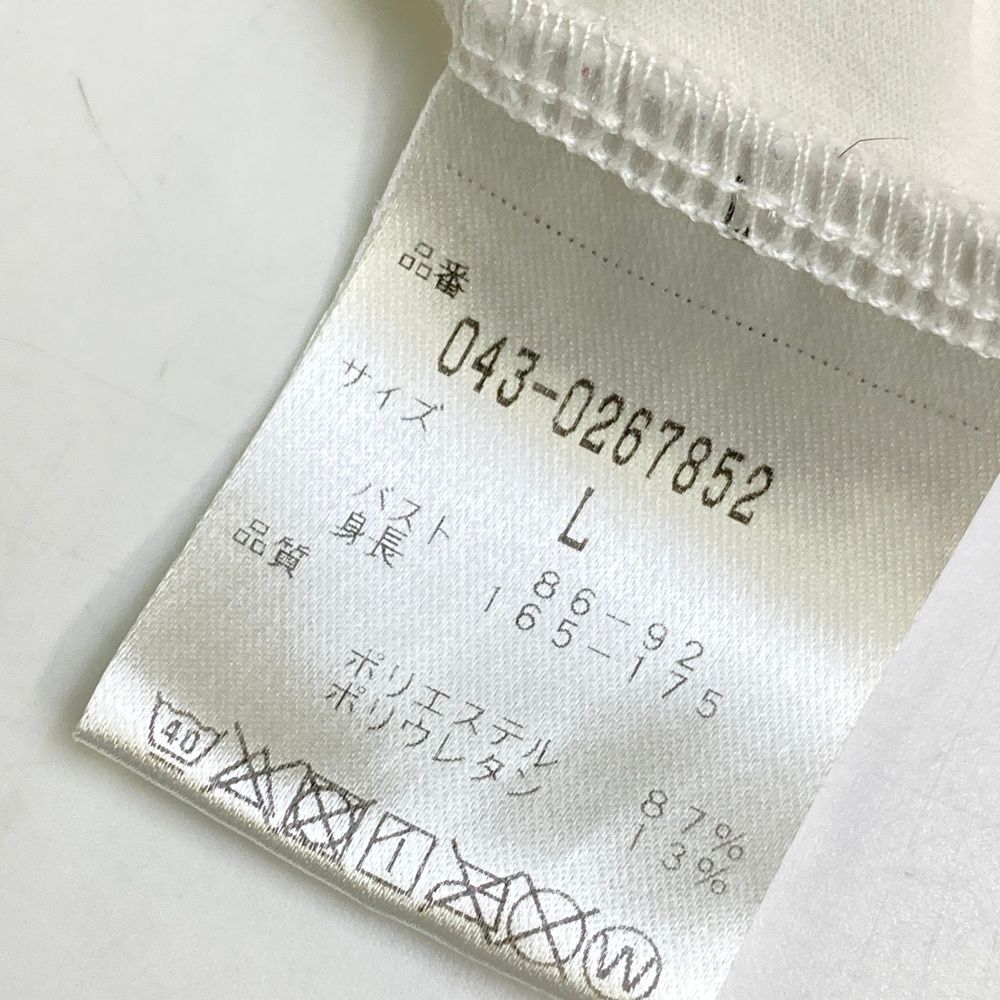 品番
043-0267852
サイズ
L
バスト 86-92
身長 165-175
品質
ポリエステル 87%
ポリウレタン 13%
40
W